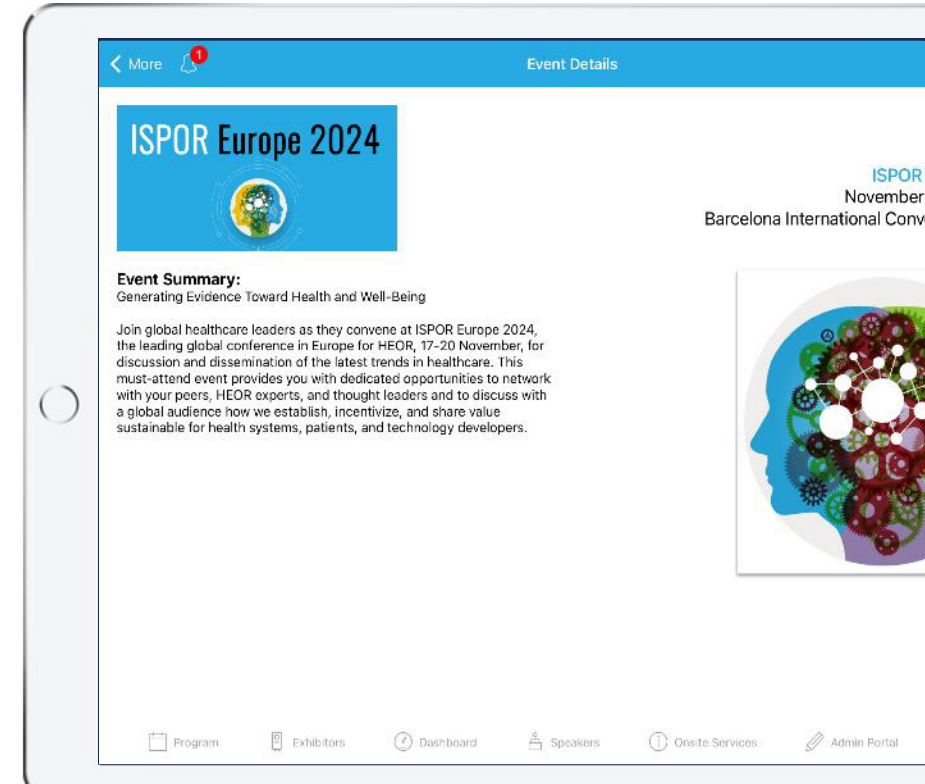 More
1
Event Details
ISPOR Europe 2024
ISPOR
November
Barcelona International Conv
Event Summary:
Generating Evidence Toward Health and Well-Being
Join global healthcare leaders as they convene at ISPOR Europe 2024,
the leading global conference in Europe for HEOR, 17-20 November, for
discussion and dissemination of the latest trends in healthcare. This
must-attend event provides you with dedicated opportunities to network
with your peers, HEOR experts, and thought leaders and to discuss with
a global audience how we establish, incentivize, and share value
sustainable for health systems, patients, and technology developers.
Program
Exhibitors
Dashboard
Speakers
Onsite Services
Admin Portal